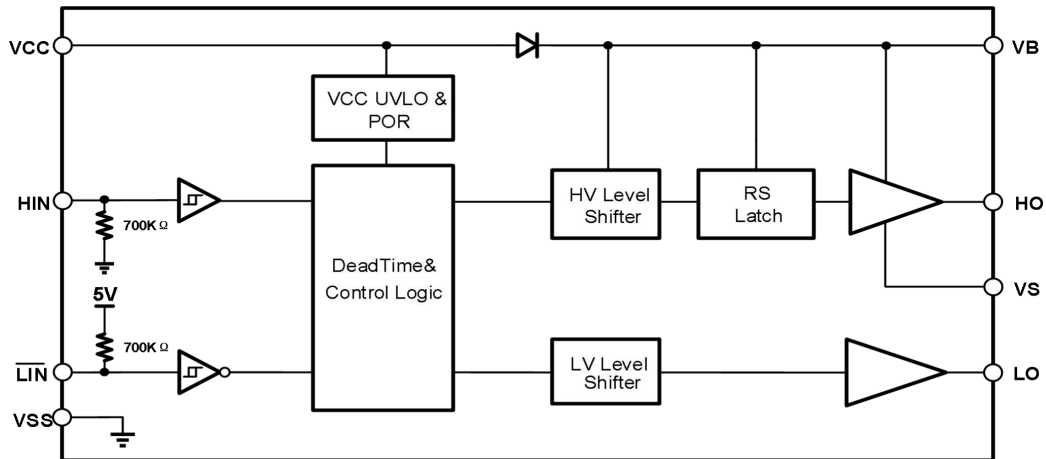 VCC
VB
VCC UVLO &
POR
HIN
700K Ω
HV Level
Shifter
RS
Latch
HO
DeadTime&
Control Logic
5V
VS
700K Ω
LIN
LV Level
Shifter
LO
VSS